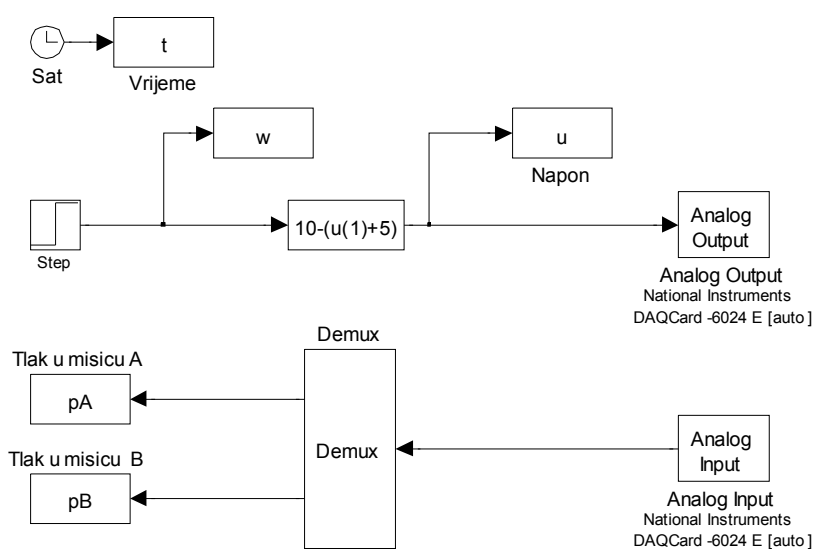 t
Sat
Vrijeme
w
u
Napon
10-(u(1)+5)
Analog
Output
Step
Analog Output
National Instruments
DAQCard -6024 E [auto ]
Demux
Tlak u misicu A
pA
Demux
Analog
Input
Tlak u misicu B
pB
Analog Input
National Instruments
DAQCard -6024 E [auto ]